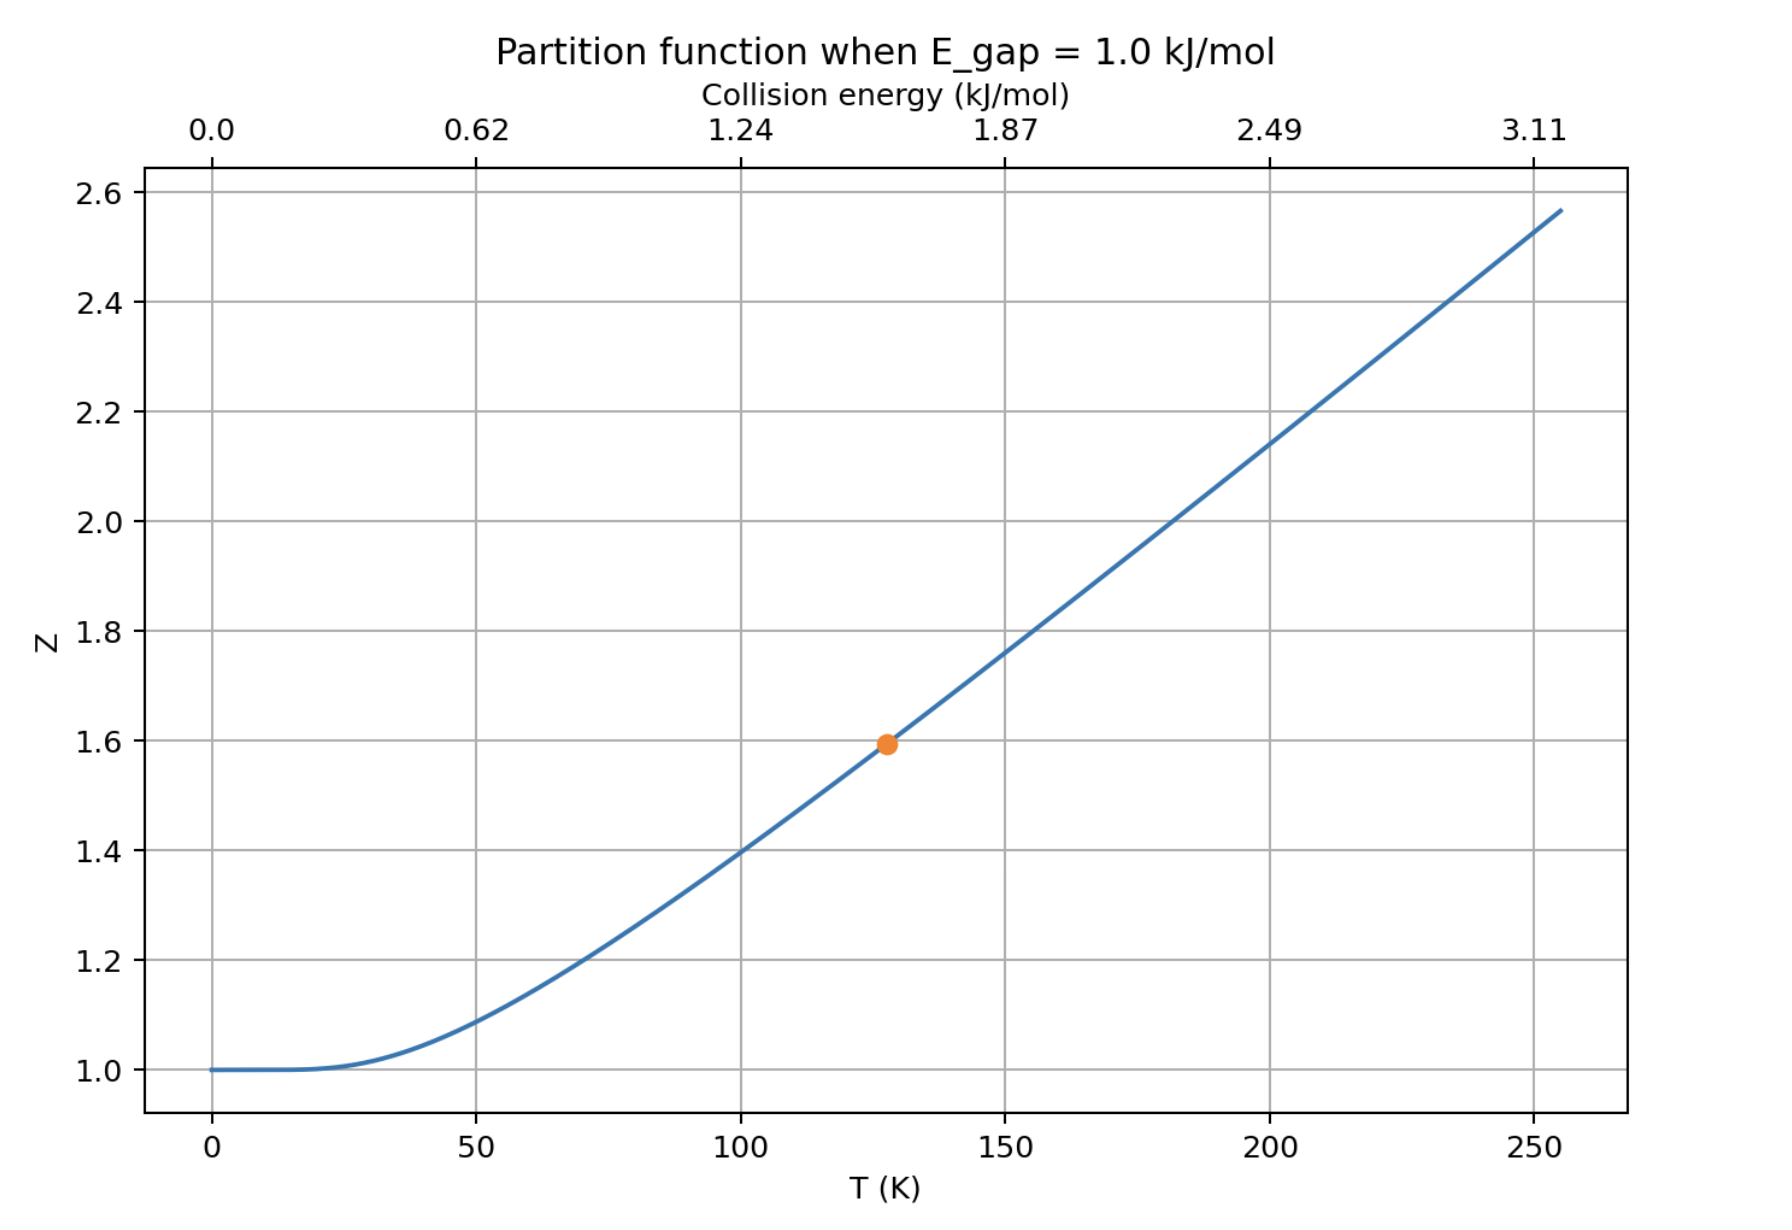 Partition function when E_gap = 1.0 kJ/mol
Collision energy (kJ/mol)
0.0 0.62 1.24 1.87 2.49 3.11
2.6
2.4
2.2
2.0
1.8
Z
1.6
1.4
1.2
1.0
0 50 100 150 200 250
T (K)